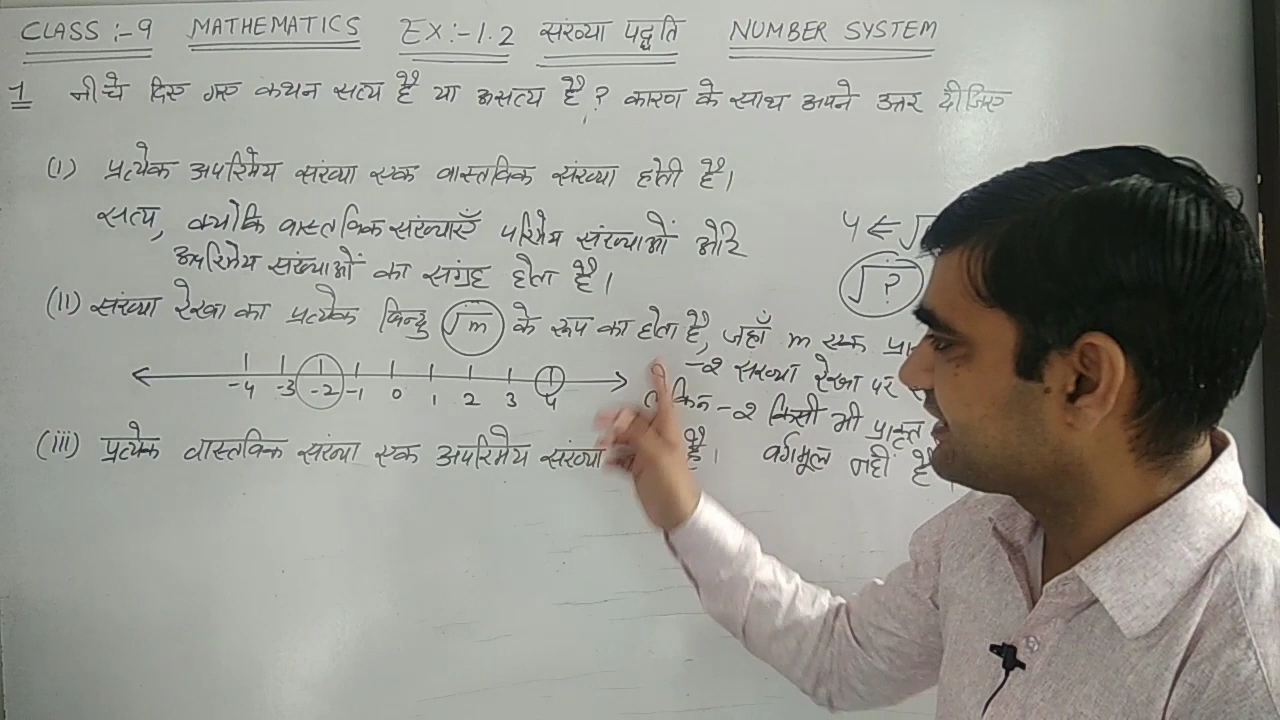 CLASS :- 9 MATHEMATICS EX:- 1.2 संख्या पद्धति NUMBER SYSTEM
1 नीचे दिए गए कथन सत्य हैं या असत्य हैं? कारण के साथ अपने उत्तर दीजिए
(i) प्रत्येक अपरिमेय संख्या एक वास्तविक संख्या होती है।
सत्य, क्योंकि वास्तविक संख्याएँ परिमेय संख्याओं और
अपरिमेय संख्याओं का संग्रह होता है।
4 ⇐ √
√?
(ii) संख्या रेखा का प्रत्येक बिन्दु √m के रूप का होता है, जहाँ m एक
-2 संख्या रेखा पर
-4 -3 -2 -1 0 1 2 3 4
-2 किसी भी प्राकृत
वर्गमूल नहीं है
(iii) प्रत्येक वास्तविक संख्या एक अपरिमेय संख्या है।